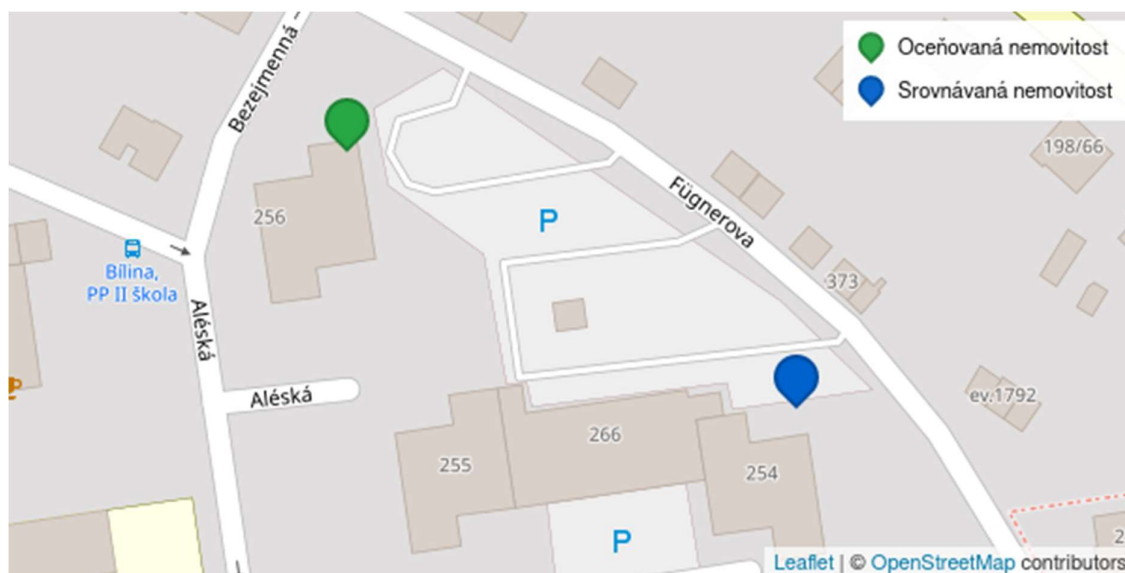 Oceňovaná nemovitost
Srovnávaná nemovitost
Bezejmenná
198/66
Fügnerova
256
P
Bílina,
PP II škola
373
Aléská
Aléská
ev.1792
266
255
254
P
2
Leaflet | © OpenStreetMap contributors